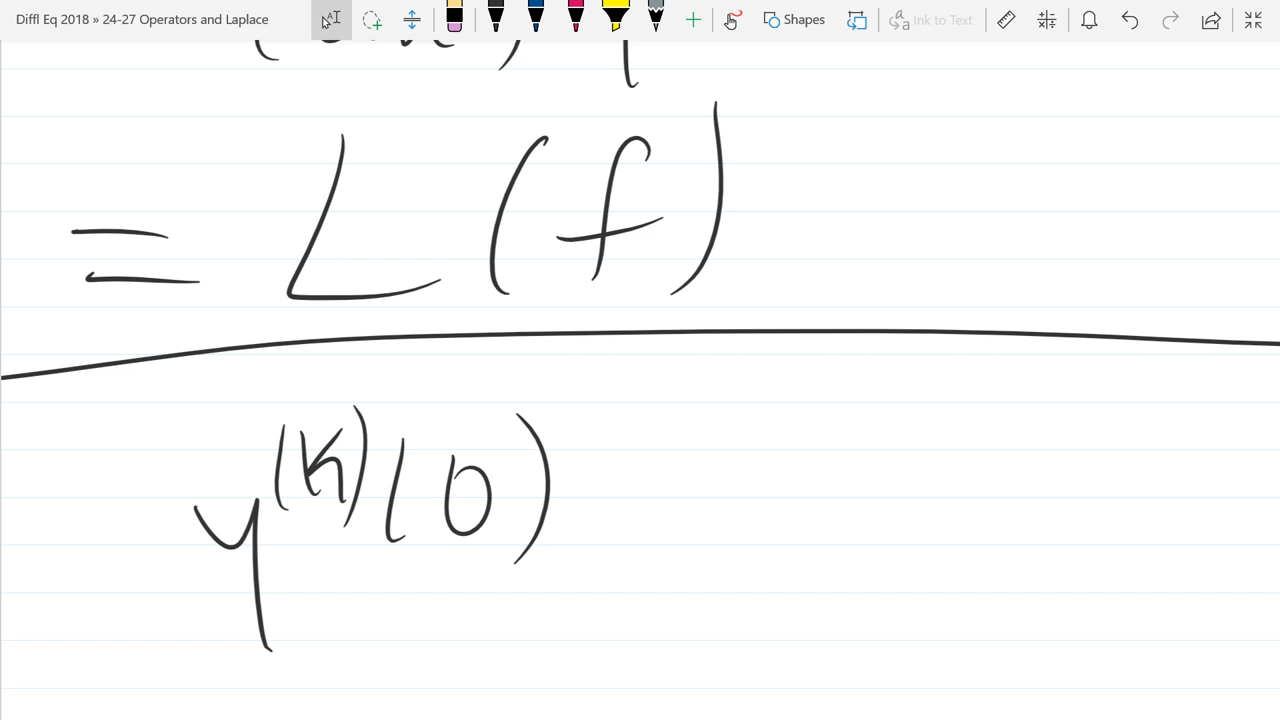 Diffl Eq 2018 » 24-27 Operators and Laplace
Shapes
Ink to Text
= L (f)
y^(k)(0)